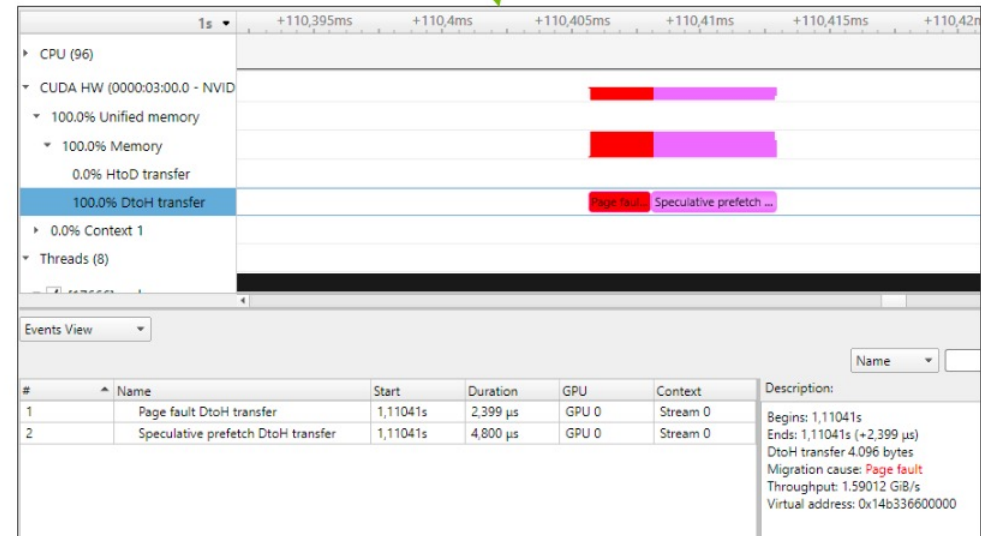 1s +110,395ms +110,4ms +110,405ms +110,41ms +110,415ms
CPU (96)
CUDA HW (0000:03:00.0 - NVID
100.0% Unified memory
100.0% Memory
0.0% HtoD transfer
100.0% DtoH transfer
Page faul... Speculative prefetch ...
0.0% Context 1
Threads (8)
Events View
Name
# Name Start Duration GPU Context Description:
1 Page fault DtoH transfer 1,11041s 2,399 μs GPU 0 Stream 0
2 Speculative prefetch DtoH transfer 1,11041s 4,800 μs GPU 0 Stream 0
Begins: 1,11041s
Ends: 1,11041s (+2,399 μs)
DtoH transfer 4.096 bytes
Migration cause: Page fault
Throughput: 1.59012 GiB/s
Virtual address: 0x14b336600000